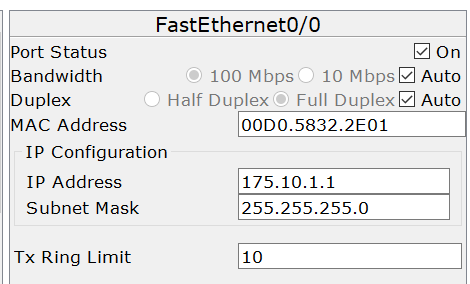 FastEthernet0/0
Port Status On
Bandwidth 100 Mbps 10 Mbps Auto
Duplex Half Duplex Full Duplex Auto
MAC Address 00D0.5832.2E01
IP Configuration
IP Address 175.10.1.1
Subnet Mask 255.255.255.0
Tx Ring Limit 10